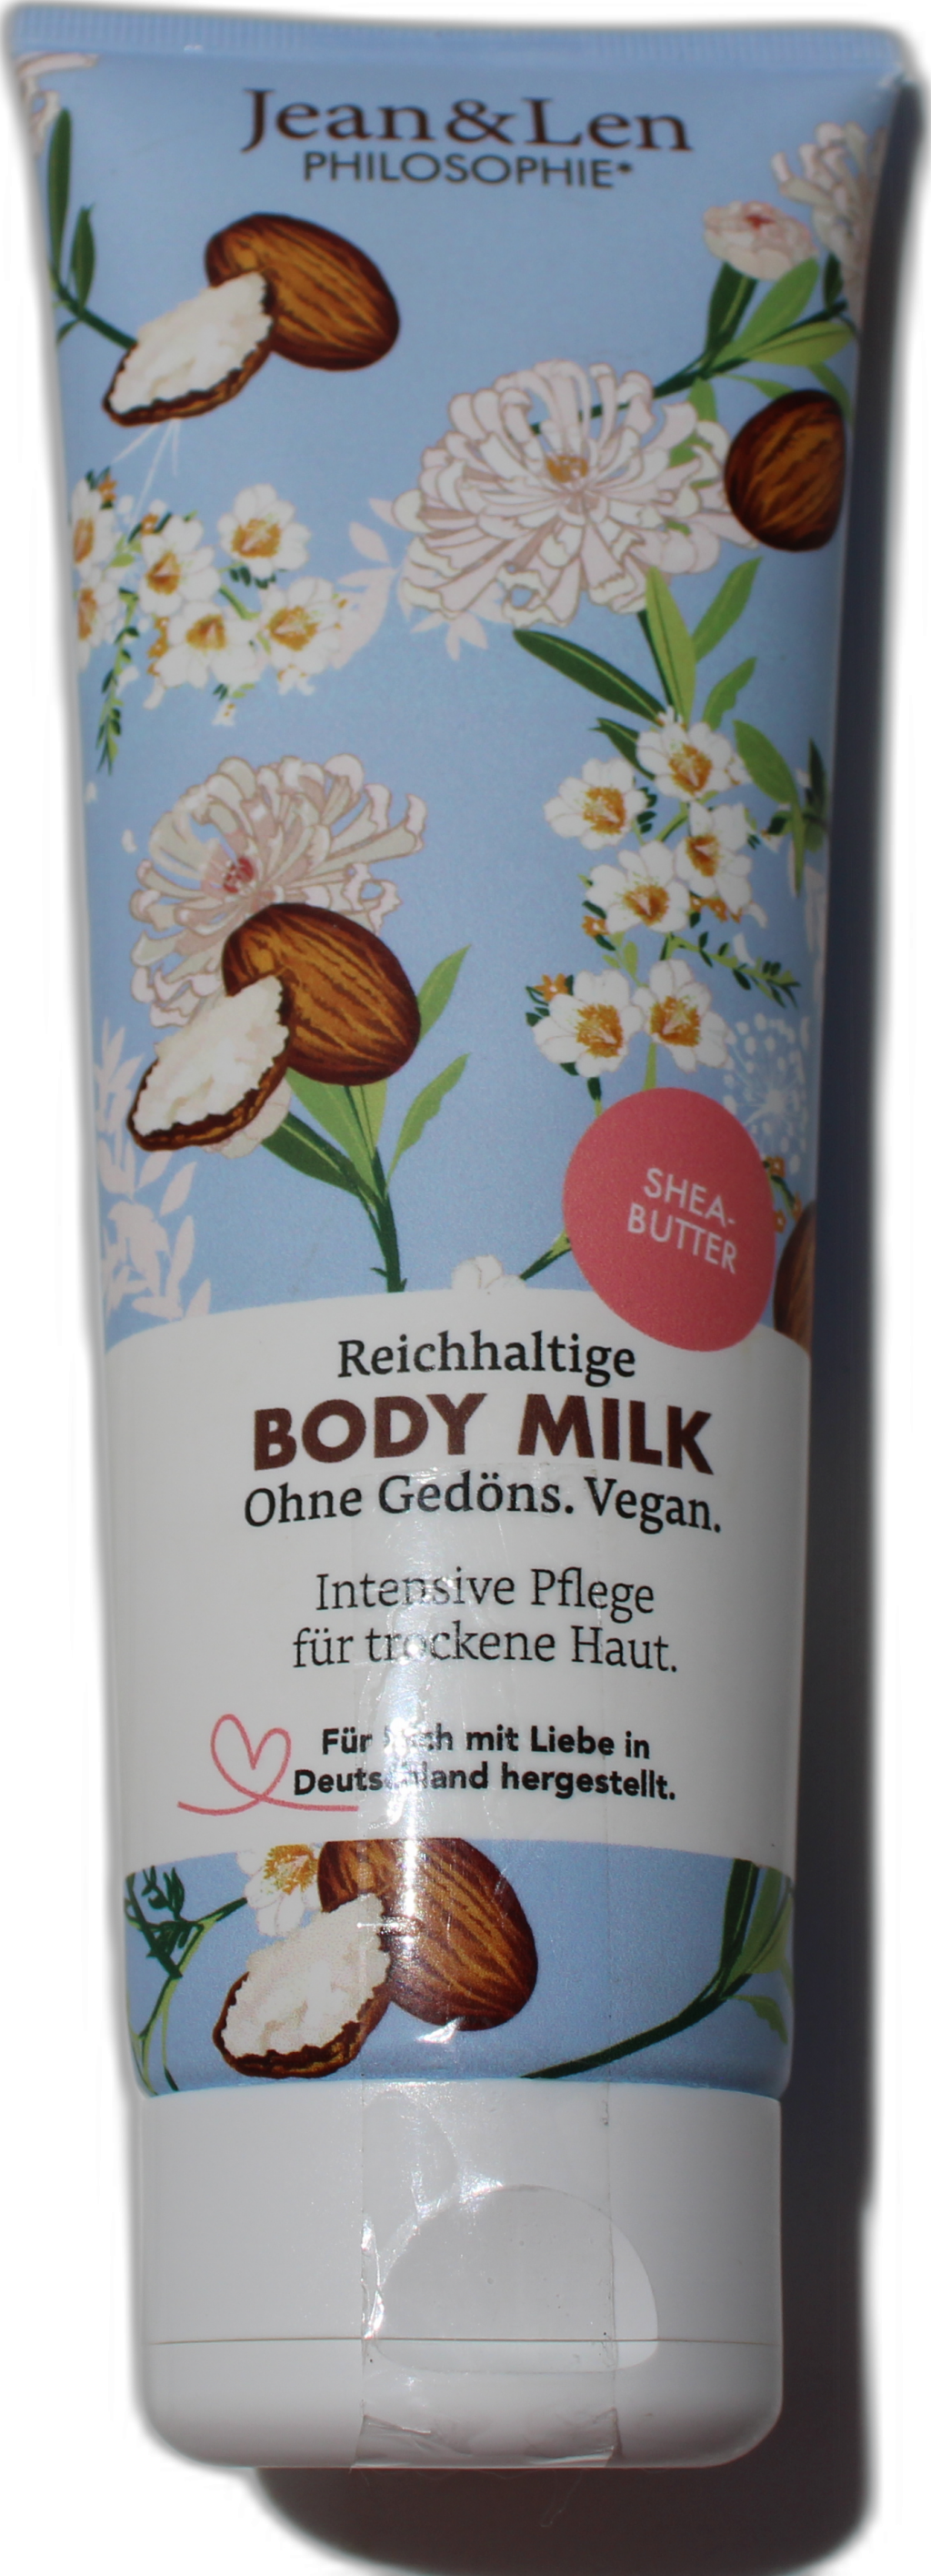 Jean&Len
PHILOSOPHIE*
SHEA-
BUTTER
Reichhaltige
BODY MILK
Ohne Gedöns. Vegan.
Intensive Pflege
für trockene Haut.
Für mit Liebe in
Deutschland hergestellt.